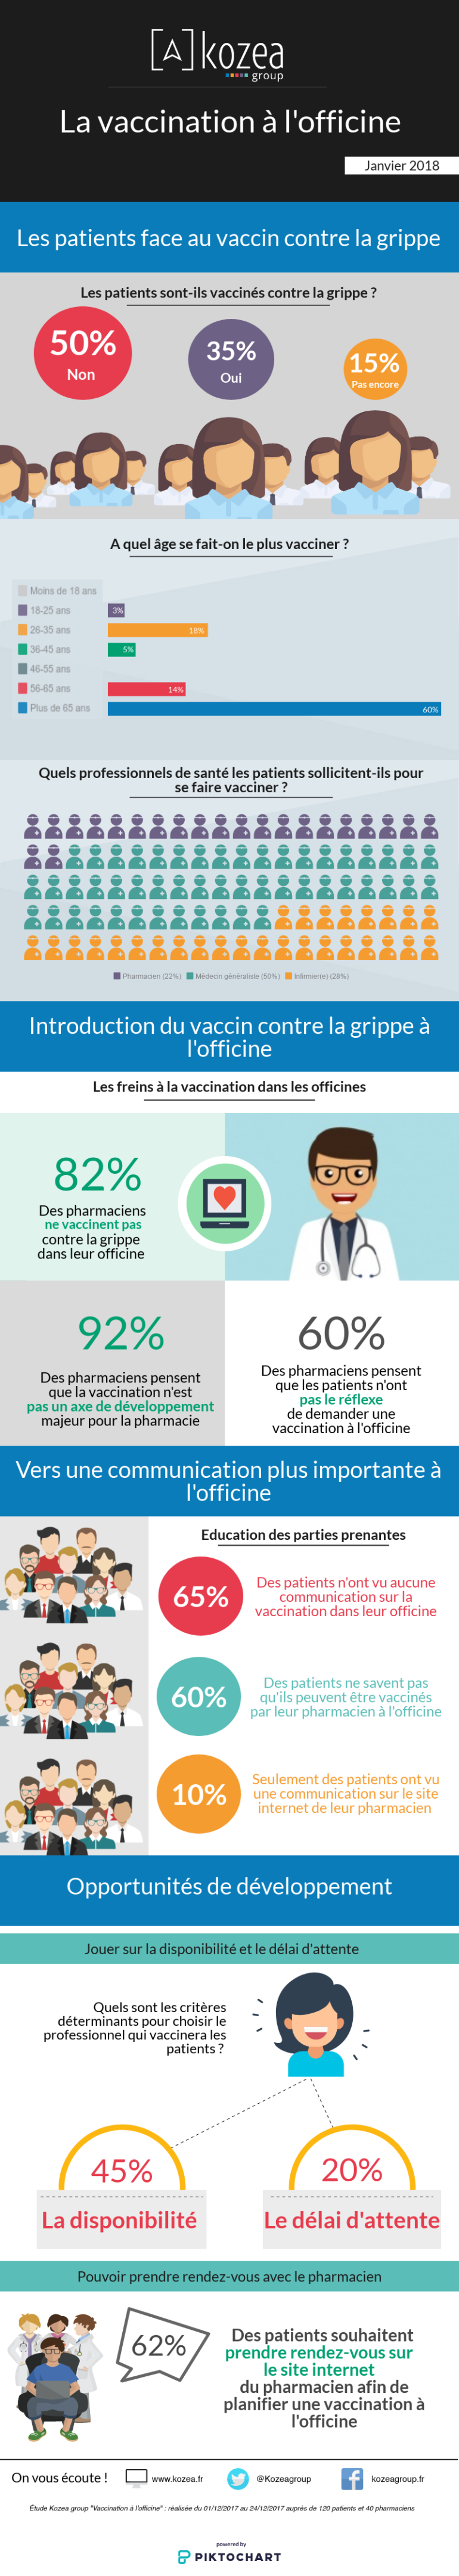 [A] kozea
group
La vaccination à l'officine
Janvier 2018
Les patients face au vaccin contre la grippe
Les patients sont-ils vaccinés contre la grippe ?
50%
Non
35%
Oui
15%
Pas encore
A quel âge se fait-on le plus vacciner ?
Moins de 18 ans
18-25 ans
3%
26-35 ans
18%
36-45 ans
5%
46-55 ans
56-65 ans
14%
Plus de 65 ans
60%
Quels professionnels de santé les patients sollicitent-ils pour
se faire vacciner ?
Pharmacien (22%) Médecin généraliste (50%) Infirmier(e) (28%)
Introduction du vaccin contre la grippe à
l'officine
Les freins à la vaccination dans les officines
82%
Des pharmaciens
ne vaccinent pas
contre la grippe
dans leur officine
92%
Des pharmaciens pensent
que la vaccination n'est
pas un axe de développement
majeur pour la pharmacie
60%
Des pharmaciens pensent
que les patients n'ont
pas le réflexe
de demander une
vaccination à l'officine
Vers une communication plus importante à
l'officine
Education des parties prenantes
65%
Des patients n'ont vu aucune
communication sur la
vaccination dans leur officine
60%
Des patients ne savent pas
qu'ils peuvent être vaccinés
par leur pharmacien à l'officine
10%
Seulement des patients ont vu
une communication sur le site
internet de leur pharmacien
Opportunités de développement
Jouer sur la disponibilité et le délai d'attente
Quels sont les critères
déterminants pour choisir le
professionnel qui vaccinera les
patients ?
45%
La disponibilité
20%
Le délai d'attente
Pouvoir prendre rendez-vous avec le pharmacien
62%
Des patients souhaitent
prendre rendez-vous sur
le site internet
du pharmacien afin de
planifier une vaccination à
l'officine
On vous écoute !
www.kozea.fr
@Kozeagroup
kozeagroup.fr
Étude Kozea group "Vaccination à l'officine" : réalisée du 01/12/2017 au 24/12/2017 auprès de 120 patients et 40 pharmaciens
powered by
PIKTOCHART